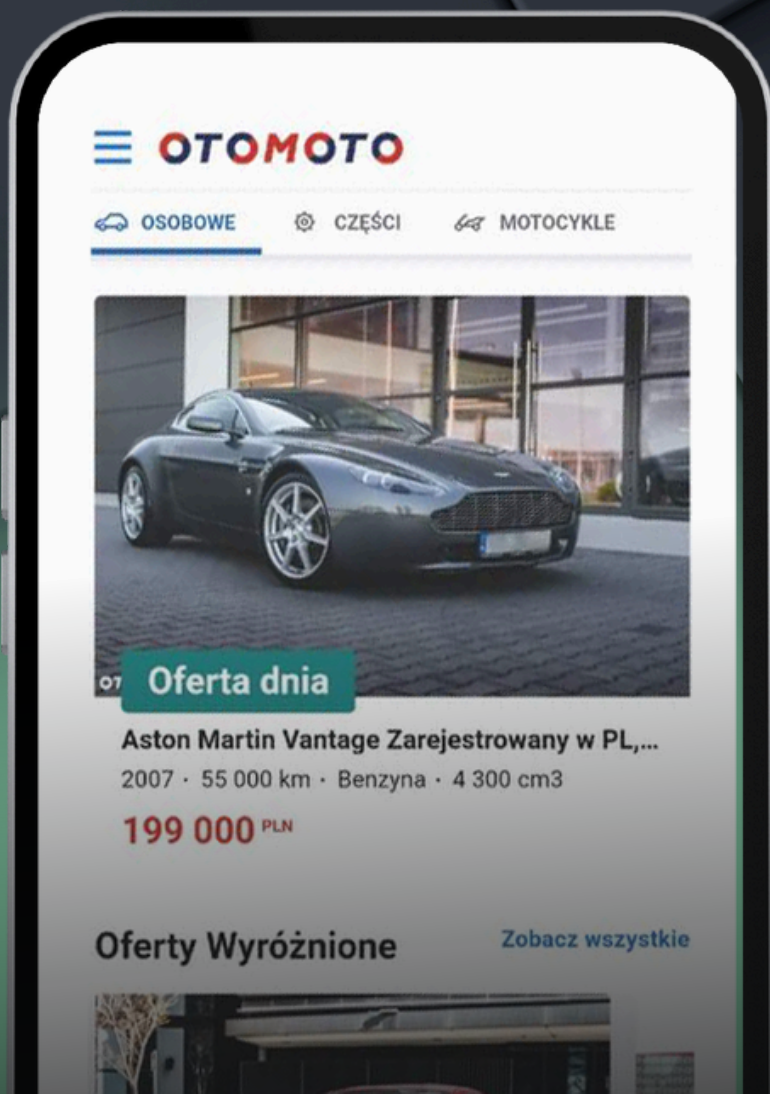 OTOMOTO
OSOBOWE CZĘŚCI MOTOCYKLE
Oferta dnia
Aston Martin Vantage Zarejestrowany w PL,...
2007 · 55 000 km · Benzyna · 4 300 cm3
199 000 PLN
Oferty Wyróżnione Zobacz wszystkie